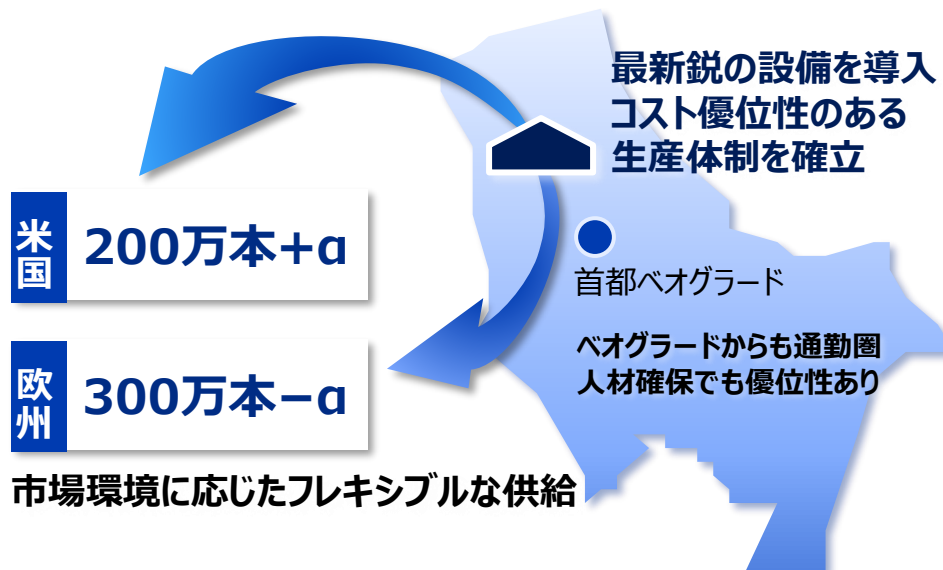 最新鋭の設備を導入
コスト優位性のある
生産体制を確立
米国
200万本+α
首都ベオグラード
ベオグラードからも通勤圏
人材確保でも優位性あり
欧州
300万本−α
市場環境に応じたフレキシブルな供給